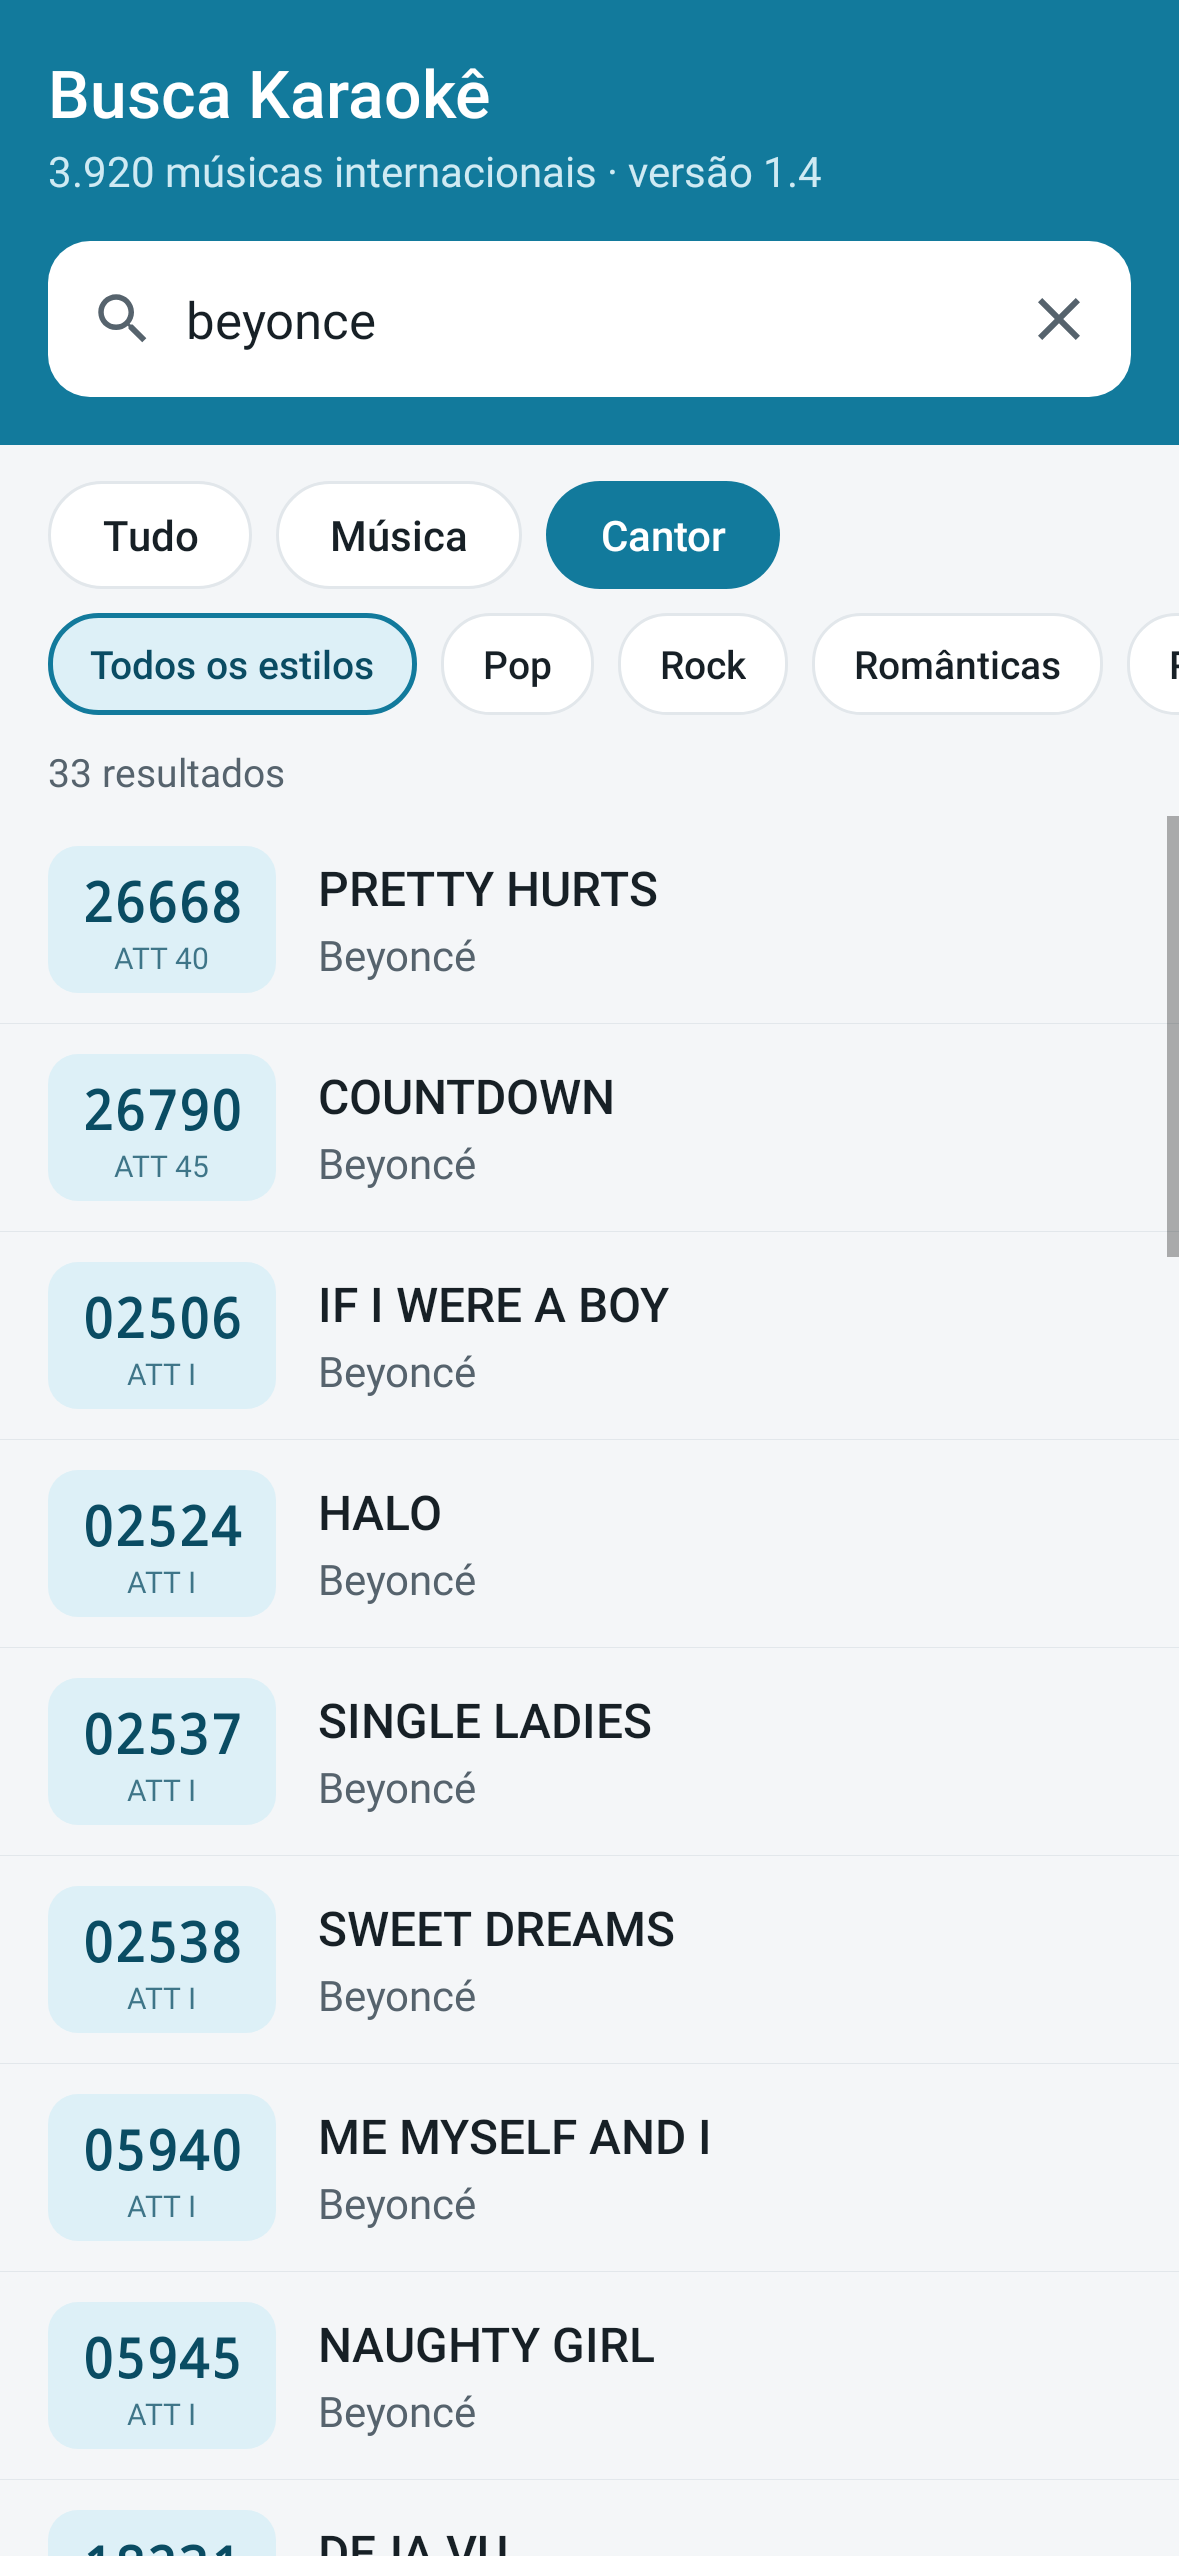 Busca Karaokê
3.920 músicas internacionais · versão 1.4
beyonce
Tudo Música Cantor
Todos os estilos Pop Rock Românticas
33 resultados
26668 PRETTY HURTS
ATT 40 Beyoncé
26790 COUNTDOWN
ATT 45 Beyoncé
02506 IF I WERE A BOY
ATT I Beyoncé
02524 HALO
ATT I Beyoncé
02537 SINGLE LADIES
ATT I Beyoncé
02538 SWEET DREAMS
ATT I Beyoncé
05940 ME MYSELF AND I
ATT I Beyoncé
05945 NAUGHTY GIRL
ATT I Beyoncé
DEJA VU